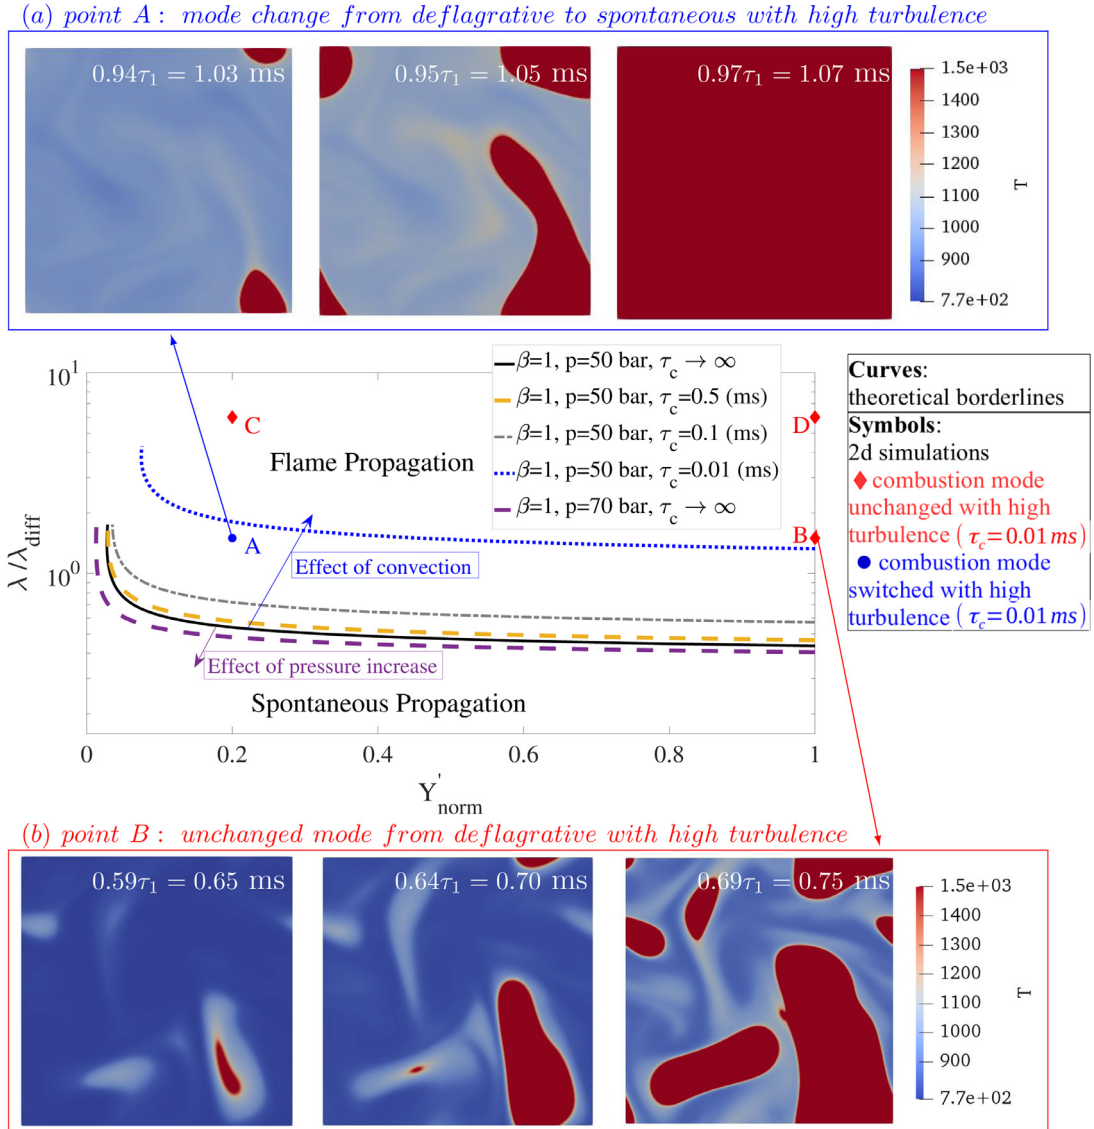 (a) point A : mode change from deflagrative to spontaneous with high turbulence
0.94τ₁ = 1.03 ms
0.95τ₁ = 1.05 ms
0.97τ₁ = 1.07 ms
1.5e+03
1400
1300
1200
1100
1000
900
7.7e+02
T
β=1, p=50 bar, τc → ∞
β=1, p=50 bar, τc=0.5 (ms)
β=1, p=50 bar, τc=0.1 (ms)
β=1, p=50 bar, τc=0.01 (ms)
β=1, p=70 bar, τc → ∞
Curves:
theoretical borderlines
Symbols:
2d simulations
combustion mode
unchanged with high
turbulence (τc=0.01 ms)
combustion mode
switched with high
turbulence (τc=0.01 ms)
10¹
10⁰
λ/λdiff
C
D
Flame Propagation
A
B
Effect of convection
Effect of pressure increase
Spontaneous Propagation
0
0.2
0.4
0.6
0.8
1
Y'norm
(b) point B : unchanged mode from deflagrative with high turbulence
0.59τ₁ = 0.65 ms
0.64τ₁ = 0.70 ms
0.69τ₁ = 0.75 ms
1.5e+03
1400
1300
1200
1100
1000
900
7.7e+02
T